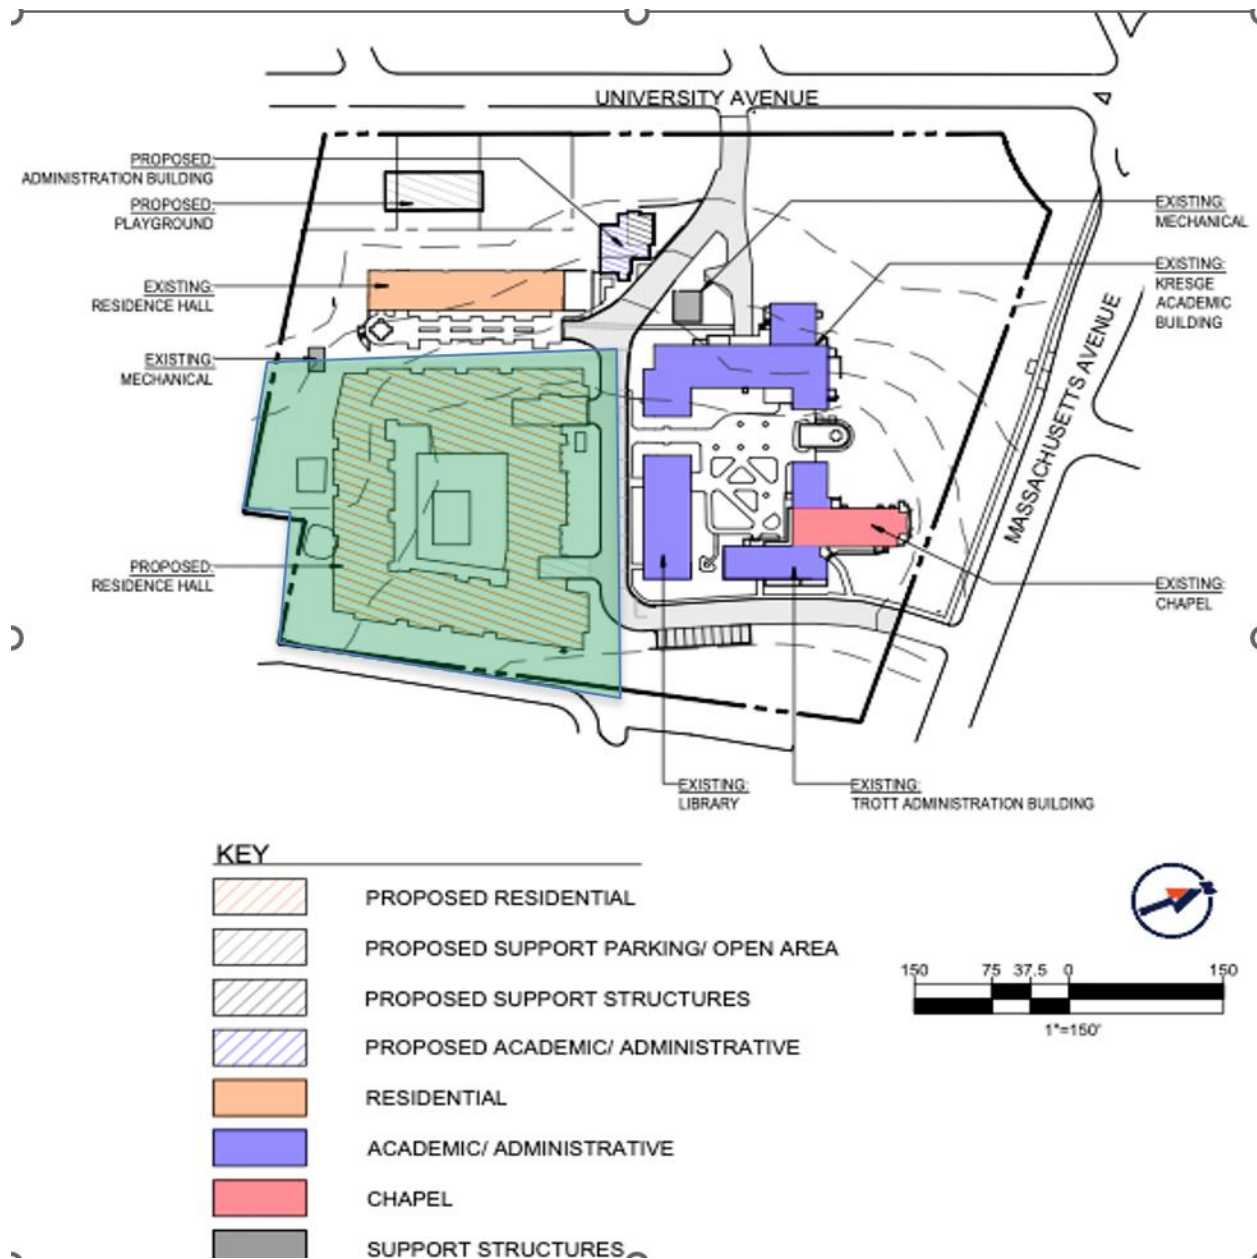 UNIVERSITY AVENUE
PROPOSED:
ADMINISTRATION BUILDING
PROPOSED:
PLAYGROUND
EXISTING:
RESIDENCE HALL
EXISTING:
MECHANICAL
PROPOSED:
RESIDENCE HALL
EXISTING:
MECHANICAL
EXISTING:
KRESGE
ACADEMIC
BUILDING
MASSACHUSETTS AVENUE
EXISTING:
CHAPEL
EXISTING:
LIBRARY
EXISTING:
TROTT ADMINISTRATION BUILDING
KEY
PROPOSED RESIDENTIAL
PROPOSED SUPPORT PARKING/ OPEN AREA
PROPOSED SUPPORT STRUCTURES
PROPOSED ACADEMIC/ ADMINISTRATIVE
RESIDENTIAL
ACADEMIC/ ADMINISTRATIVE
CHAPEL
SUPPORT STRUCTURES
N
150 75 37.5 0 150
1"=150'